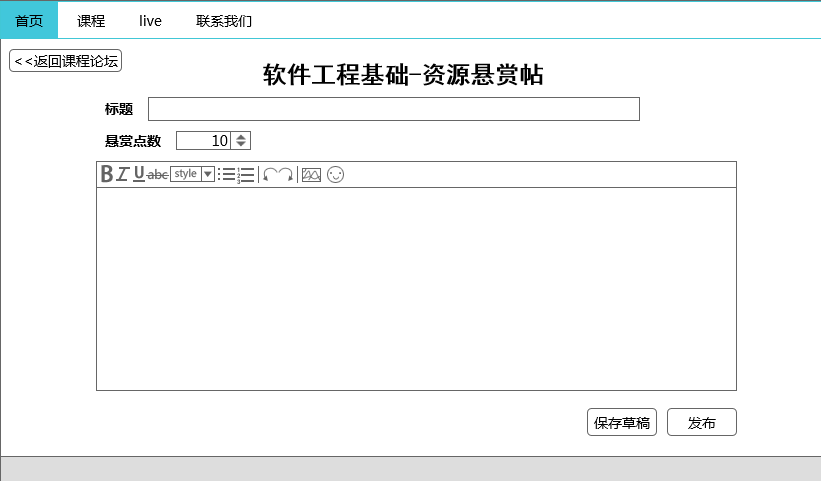 首页 课程 live 联系我们
<<返回课程论坛
软件工程基础-资源悬赏帖
标题
悬赏点数 10
B I U abc style
保存草稿 发布